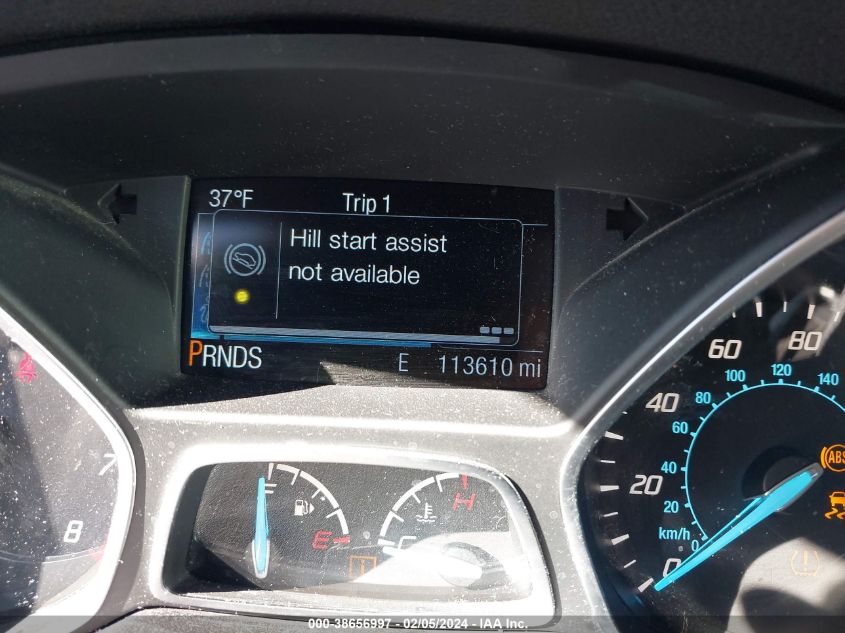 37°F Trip 1
Hill start assist
not available
PRNDS E 113610 mi
7
8
F
E
H
C
0 20 40 60 80
km/h 0 20 40 60 80 100 120 140
ABS
000-38656997 - 02/05/2024 - IAA, Inc.